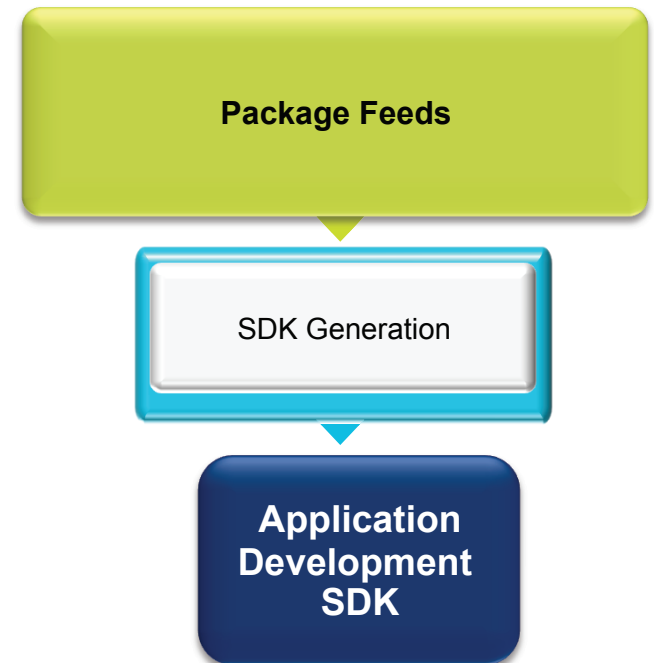 Package Feeds
SDK Generation
Application
Development
SDK